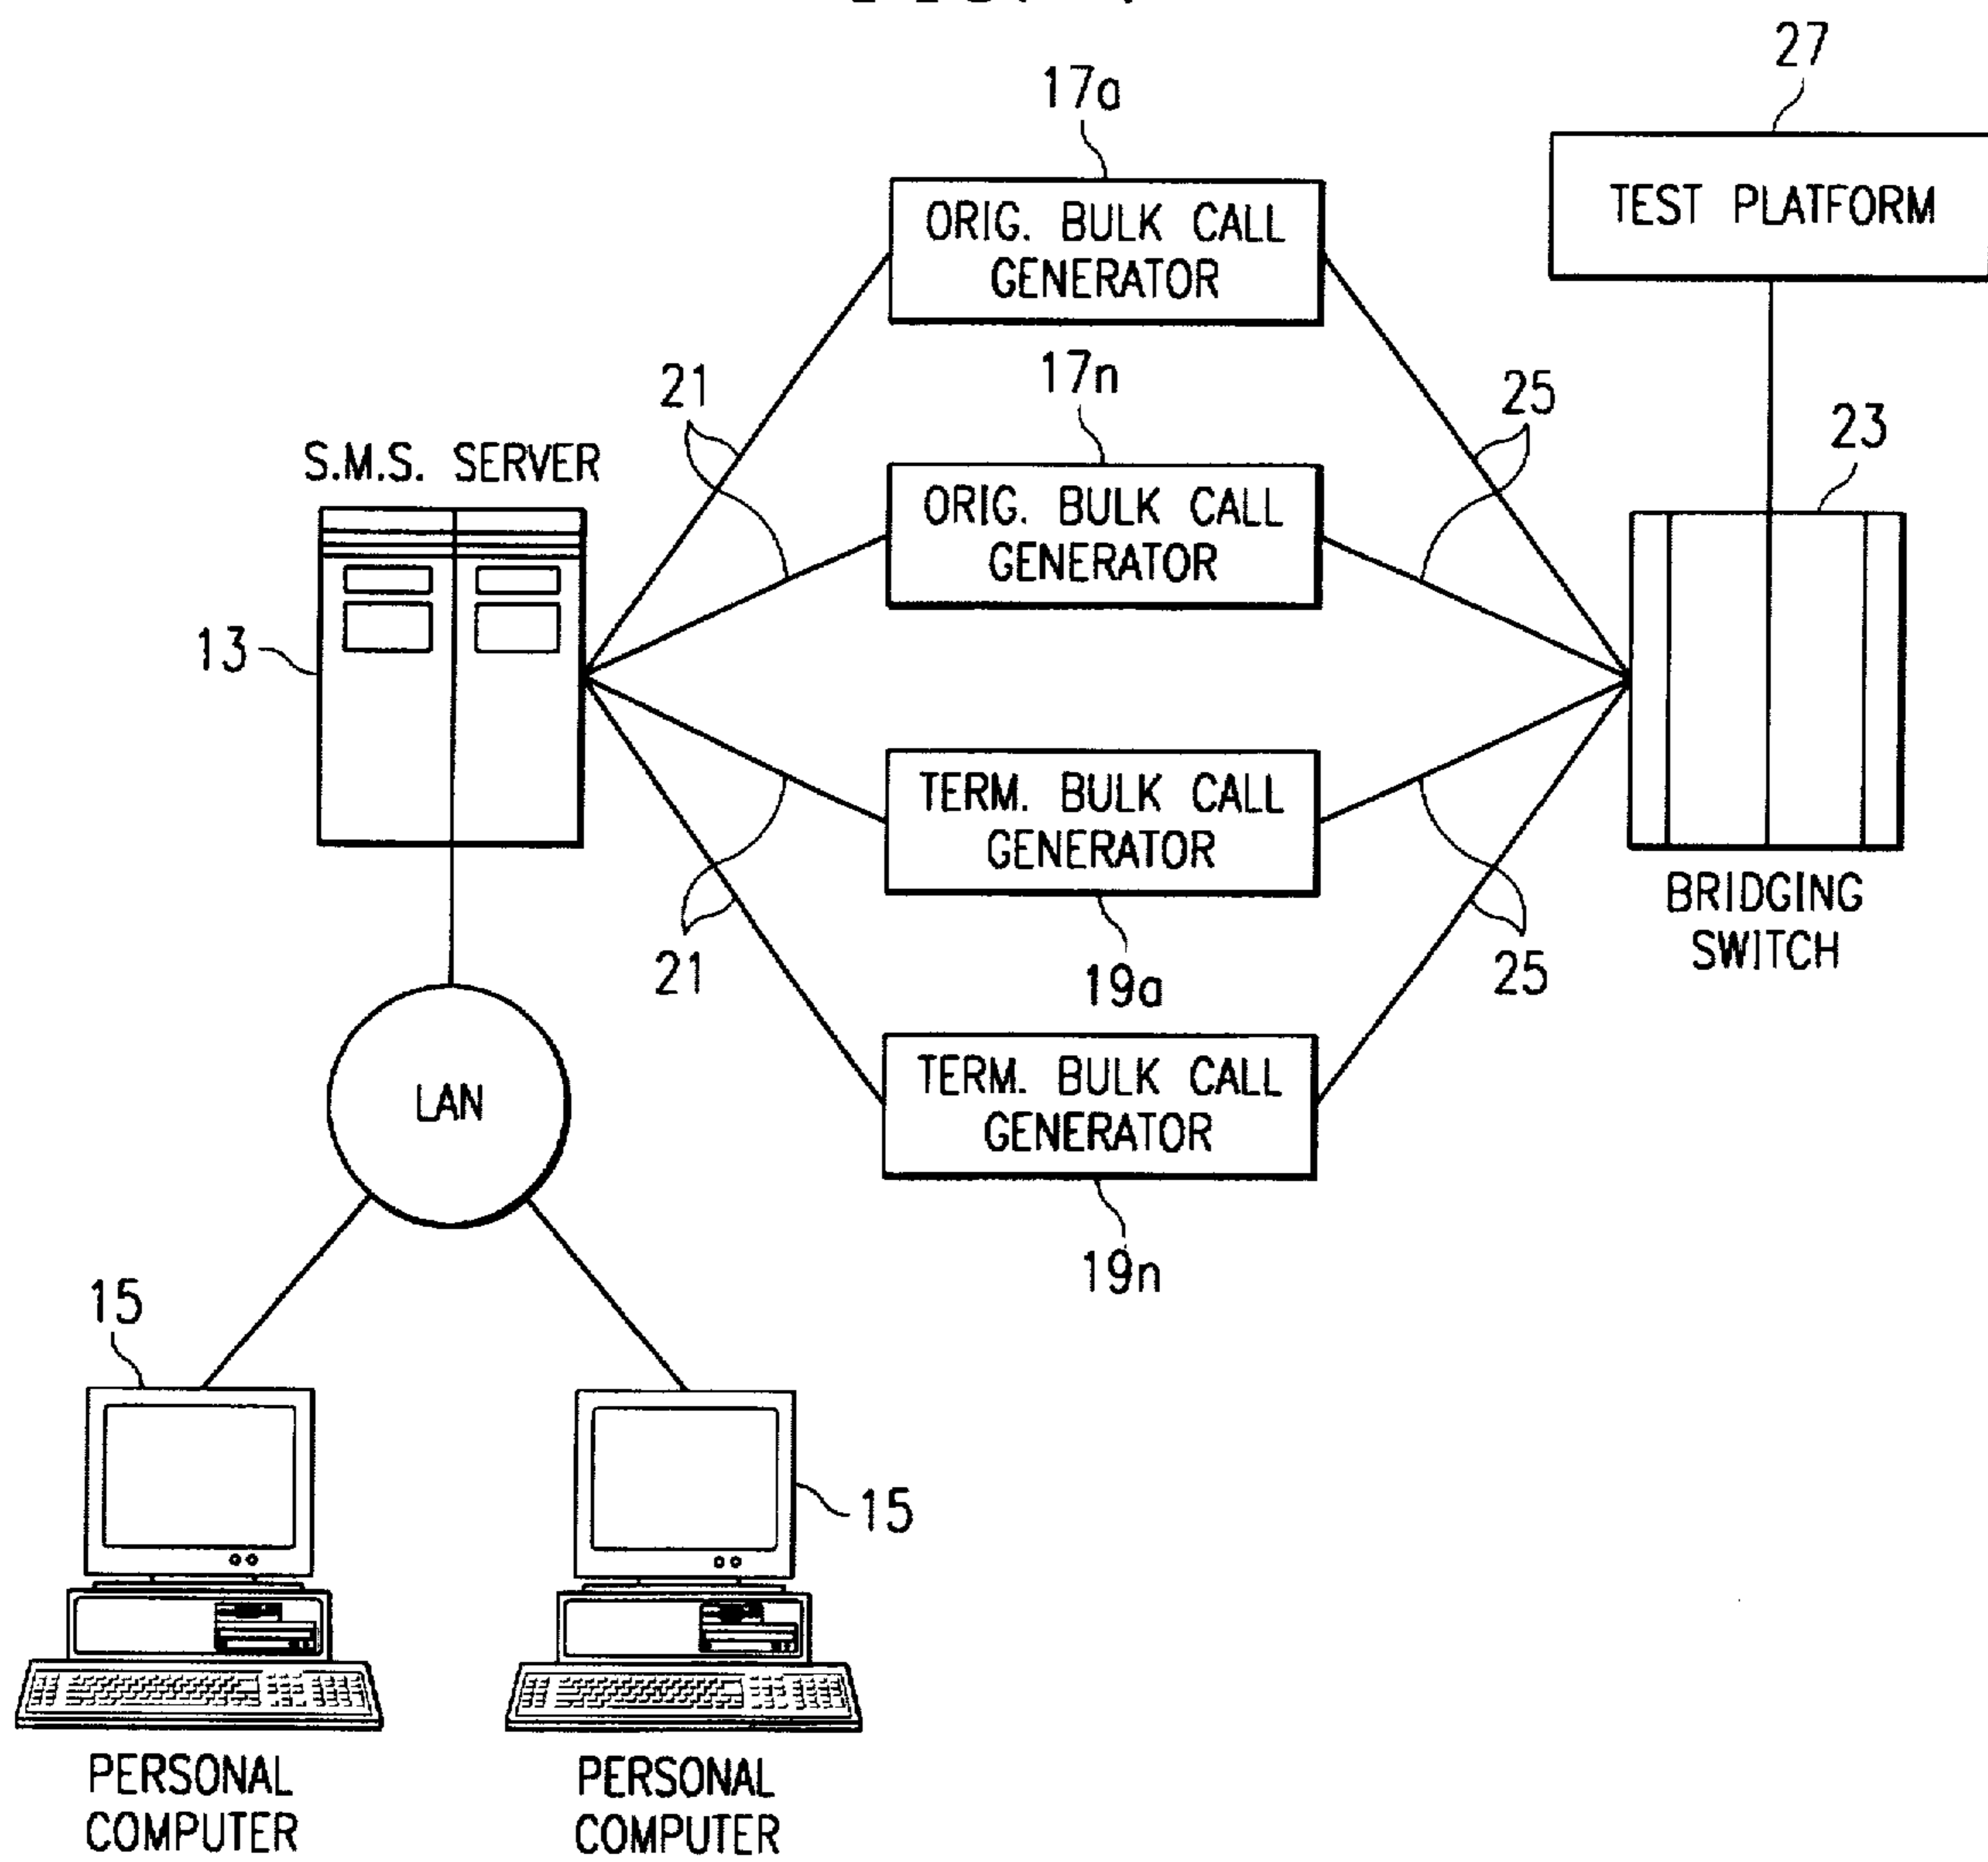 27
17a
TEST PLATFORM
ORIG. BULK CALL
GENERATOR
17n
21
25
23
S.M.S. SERVER
ORIG. BULK CALL
GENERATOR
13
TERM. BULK CALL
GENERATOR
BRIDGING
SWITCH
21
19a
25
LAN
TERM. BULK CALL
GENERATOR
19n
15
15
PERSONAL
COMPUTER
PERSONAL
COMPUTER